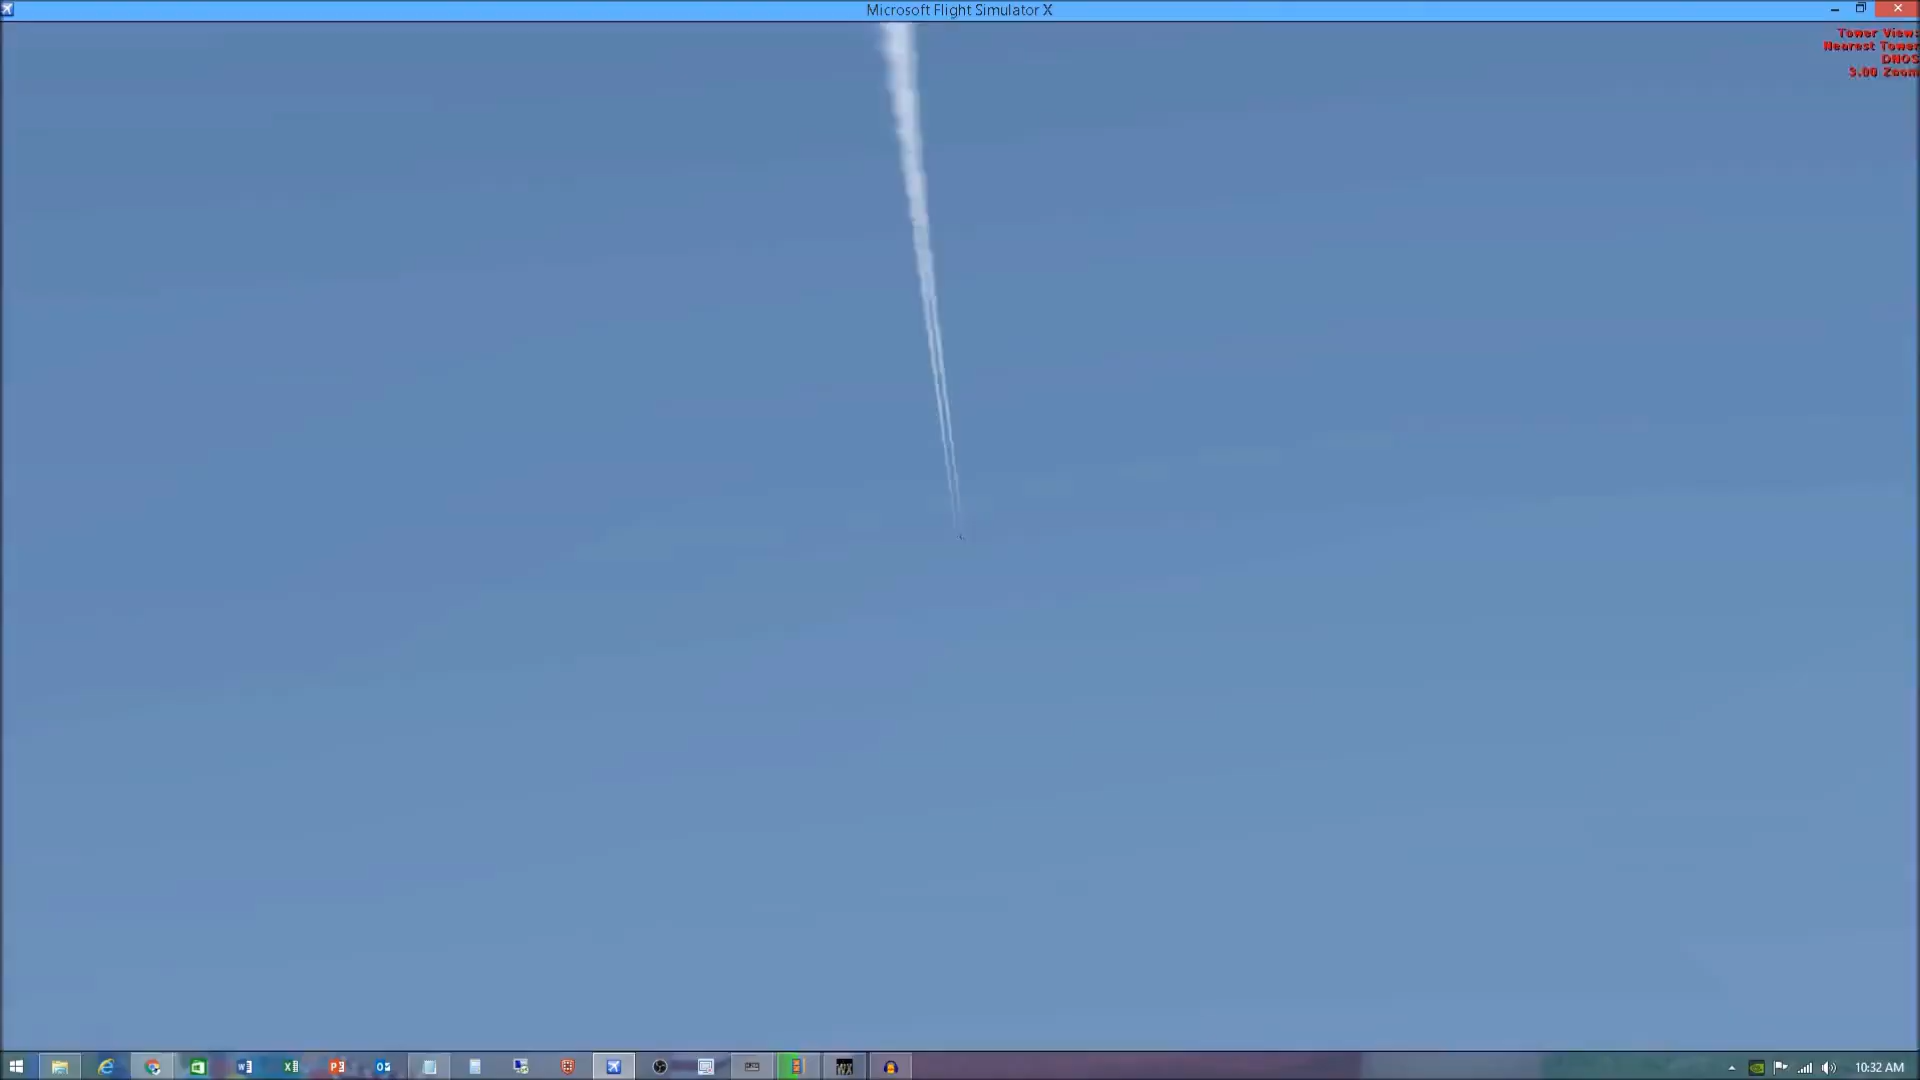 Microsoft Flight Simulator X
Tower View:
Nearest Tower
DNOS
3.00 Zoom
10:32 AM